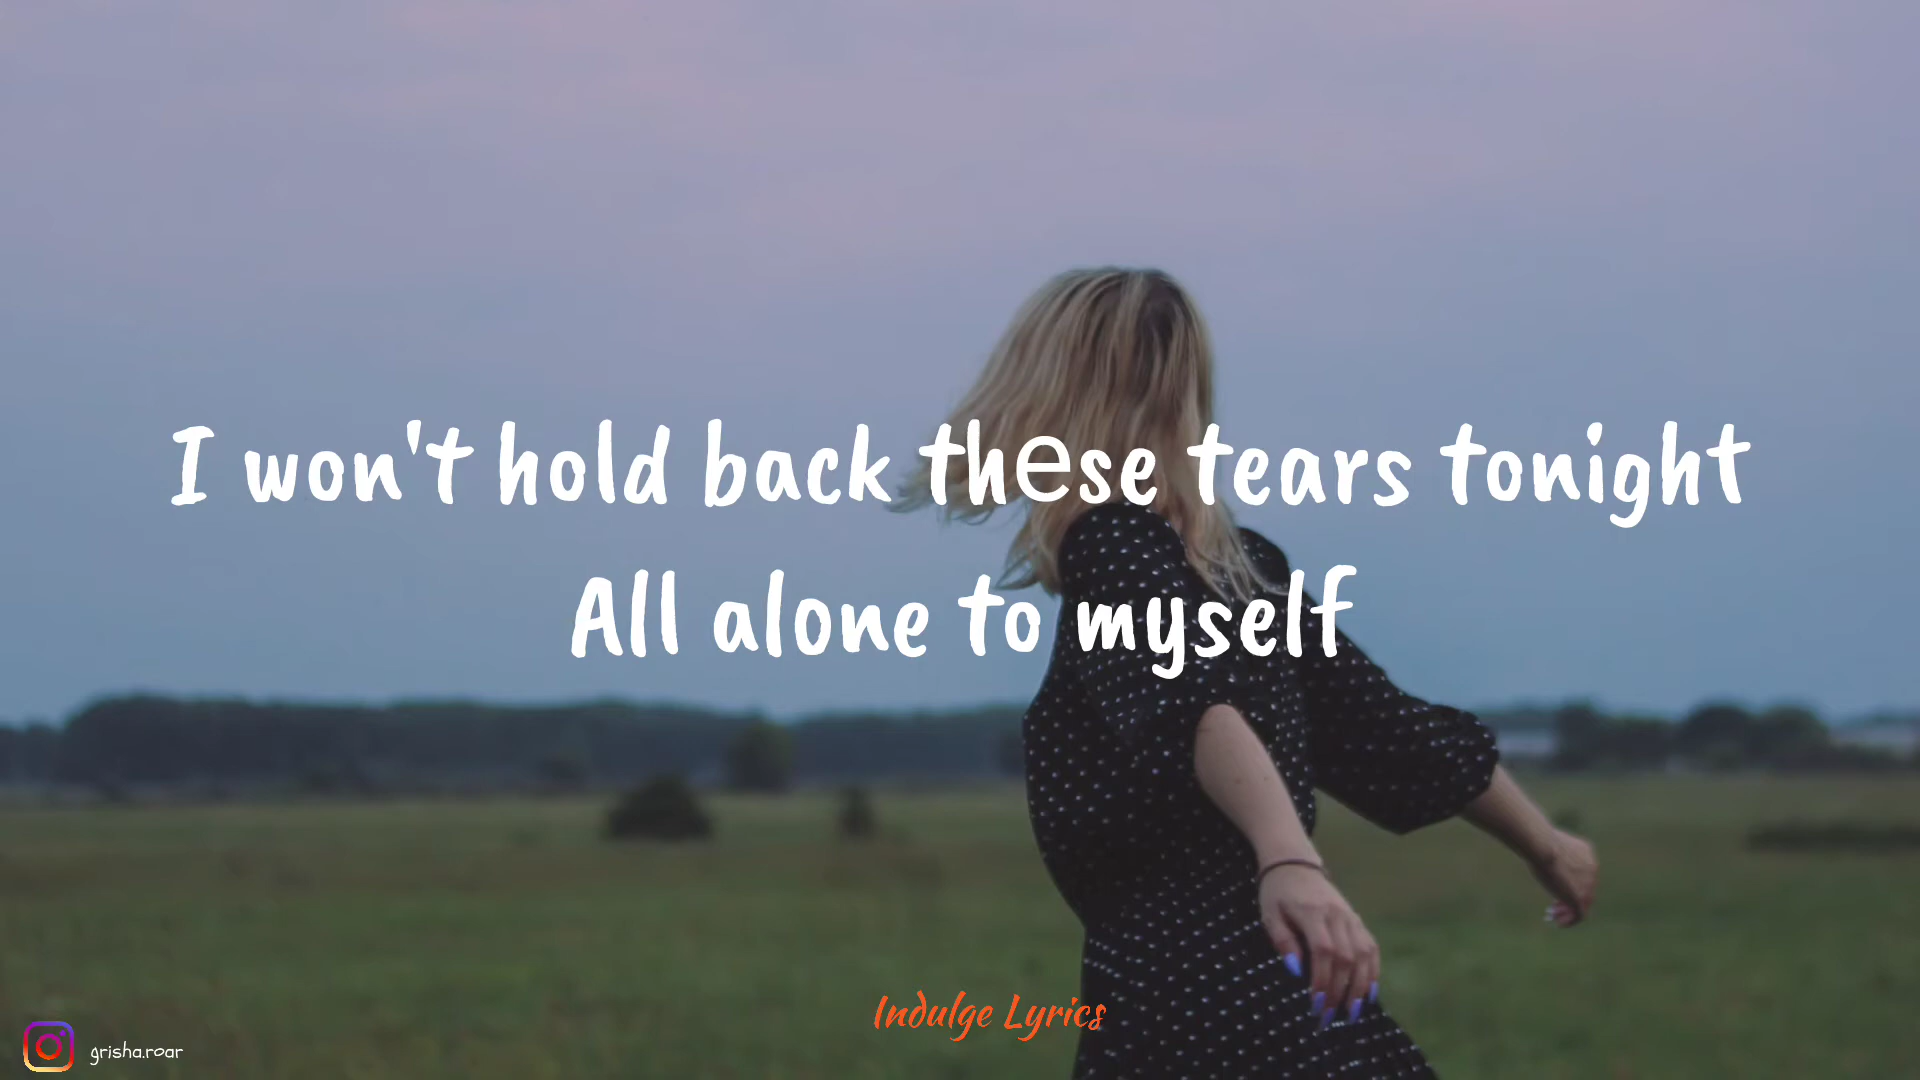 I won't hold back these tears tonight
All alone to myself
Indulge Lyrics
grisha.roar